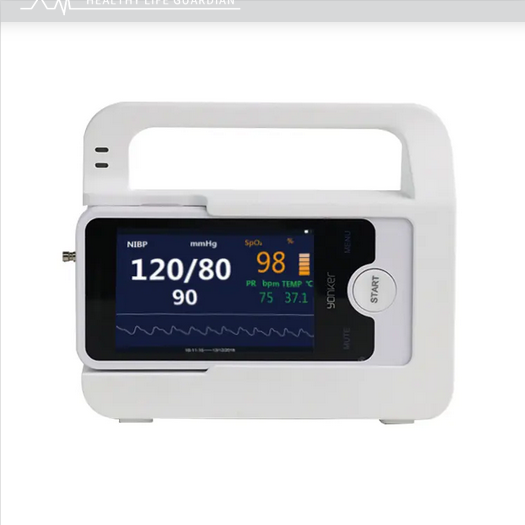 HEALTHY LIFE GUARDIAN
NIBP mmHg SpO₂ %
120/80 98
90
PR bpm TEMP °C
75 37.1
yonker
MENU
START
MUTE